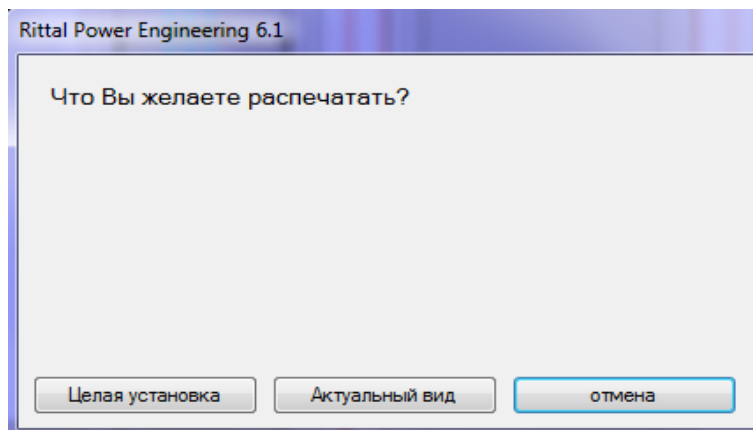 Rittal Power Engineering 6.1
Что Вы желаете распечатать?
Целая установка Актуальный вид отмена